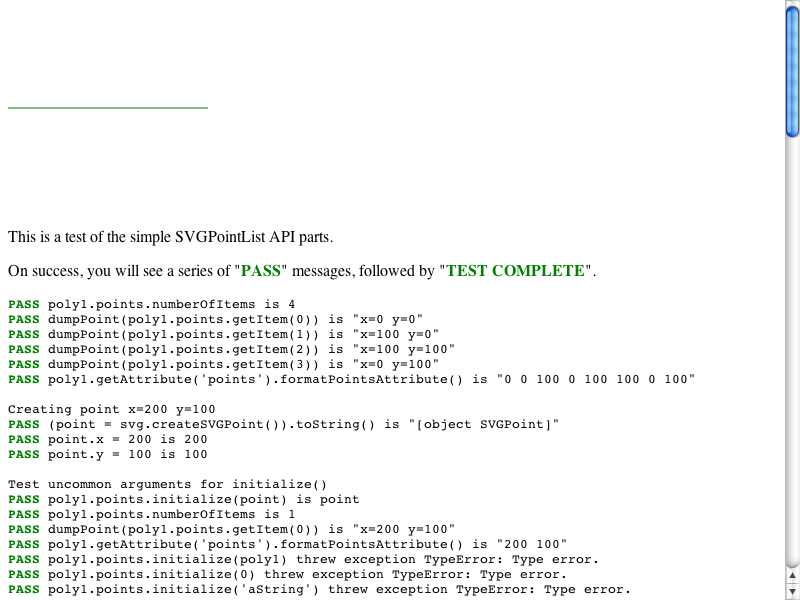 This is a test of the simple SVGPointList API parts.
On success, you will see a series of "PASS" messages, followed by "TEST COMPLETE".
PASS poly1.points.numberOfItems is 4
PASS dumpPoint(poly1.points.getItem(0)) is "x=0 y=0"
PASS dumpPoint(poly1.points.getItem(1)) is "x=100 y=0"
PASS dumpPoint(poly1.points.getItem(2)) is "x=100 y=100"
PASS dumpPoint(poly1.points.getItem(3)) is "x=0 y=100"
PASS poly1.getAttribute('points').formatPointsAttribute() is "0 0 100 0 100 100 0 100"
Creating point x=200 y=100
PASS (point = svg.createSVGPoint()).toString() is "[object SVGPoint]"
PASS point.x = 200 is 200
PASS point.y = 100 is 100
Test uncommon arguments for initialize()
PASS poly1.points.initialize(point) is point
PASS poly1.points.numberOfItems is 1
PASS dumpPoint(poly1.points.getItem(0)) is "x=200 y=100"
PASS poly1.getAttribute('points').formatPointsAttribute() is "200 100"
PASS poly1.points.initialize(poly1) threw exception TypeError: Type error.
PASS poly1.points.initialize(0) threw exception TypeError: Type error.
PASS poly1.points.initialize('aString') threw exception TypeError: Type error.